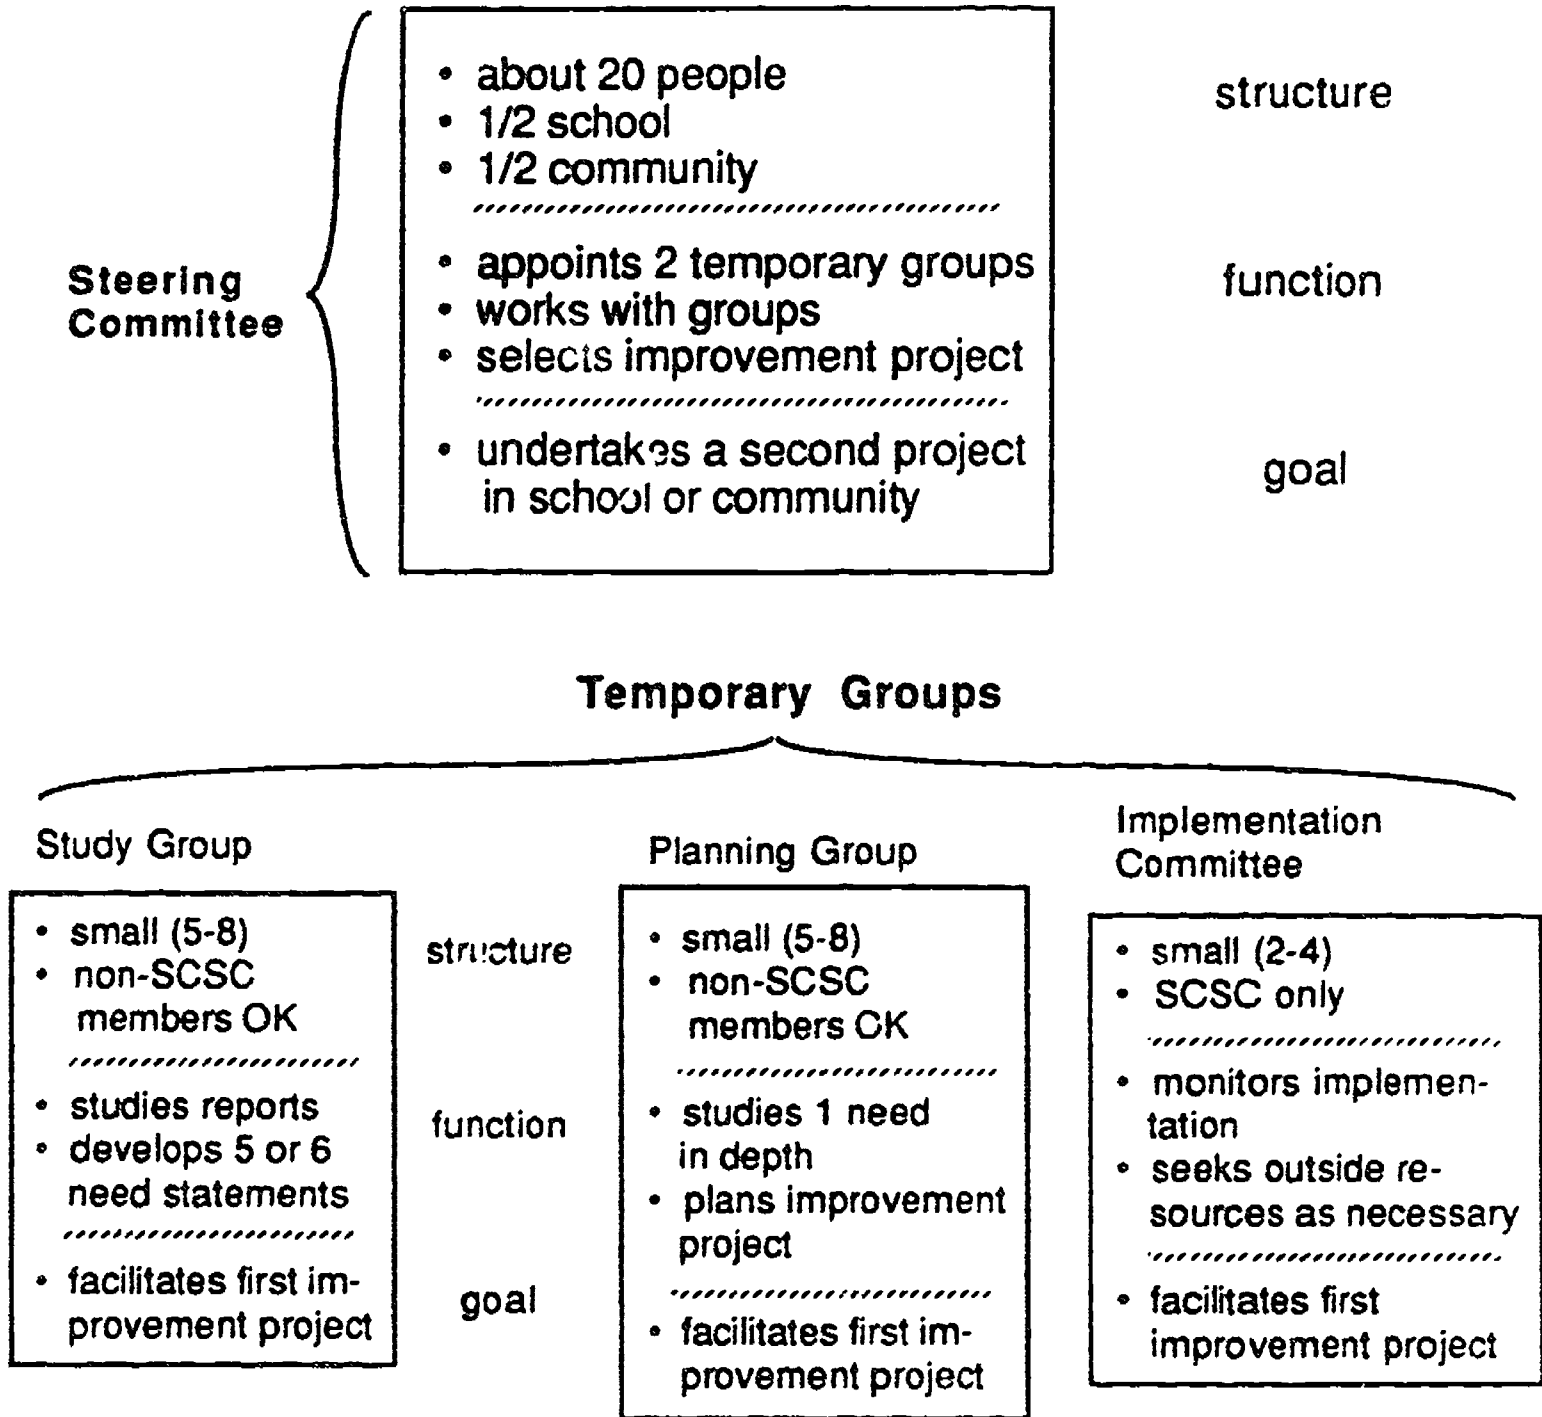 • about 20 people
• 1/2 school
• 1/2 community
structure
Steering
Committee
• appoints 2 temporary groups
• works with groups
• selects improvement project
function
• undertakes a second project
in school or community
goal
Temporary Groups
Study Group
• small (5-8)
• non-SCSC
members OK
• studies reports
• develops 5 or 6
need statements
• facilitates first im-
provement project
structure
function
goal
Planning Group
• small (5-8)
• non-SCSC
members OK
• studies 1 need
in depth
• plans improvement
project
• facilitates first im-
provement project
Implementation
Committee
• small (2-4)
• SCSC only
• monitors implemen-
tation
• seeks outside re-
sources as necessary
• facilitates first
improvement project